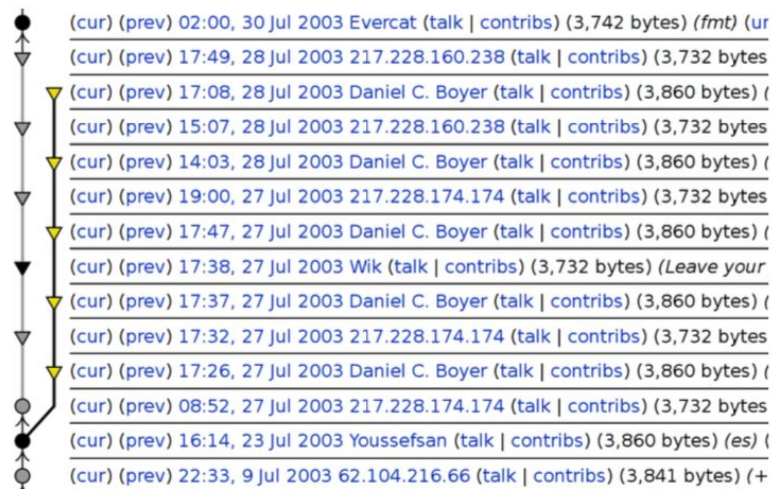 (cur) (prev) 02:00, 30 Jul 2003 Evercat (talk | contribs) (3,742 bytes) (fmt) (ur
(cur) (prev) 17:49, 28 Jul 2003 217.228.160.238 (talk | contribs) (3,732 bytes
(cur) (prev) 17:08, 28 Jul 2003 Daniel C. Boyer (talk | contribs) (3,860 bytes) (
(cur) (prev) 15:07, 28 Jul 2003 217.228.160.238 (talk | contribs) (3,732 bytes
(cur) (prev) 14:03, 28 Jul 2003 Daniel C. Boyer (talk | contribs) (3,860 bytes) (
(cur) (prev) 19:00, 27 Jul 2003 217.228.174.174 (talk | contribs) (3,732 bytes
(cur) (prev) 17:47, 27 Jul 2003 Daniel C. Boyer (talk | contribs) (3,860 bytes) (
(cur) (prev) 17:38, 27 Jul 2003 Wik (talk | contribs) (3,732 bytes) (Leave your
(cur) (prev) 17:37, 27 Jul 2003 Daniel C. Boyer (talk | contribs) (3,860 bytes) (
(cur) (prev) 17:32, 27 Jul 2003 217.228.174.174 (talk | contribs) (3,732 bytes
(cur) (prev) 17:26, 27 Jul 2003 Daniel C. Boyer (talk | contribs) (3,860 bytes) (
(cur) (prev) 08:52, 27 Jul 2003 217.228.174.174 (talk | contribs) (3,732 bytes
(cur) (prev) 16:14, 23 Jul 2003 Youssefsan (talk | contribs) (3,860 bytes) (es) (
(cur) (prev) 22:33, 9 Jul 2003 62.104.216.66 (talk | contribs) (3,841 bytes) (+